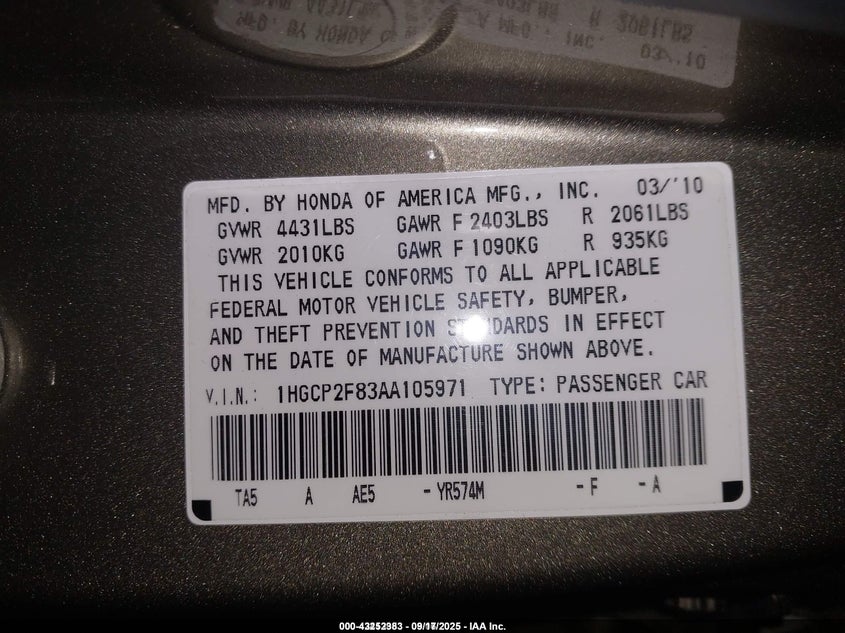 MFD. BY HONDA OF AMERICA MFG., INC. 03/'10
GVWR 4431LBS GAWR F 2403LBS R 2061LBS
GVWR 2010KG GAWR F 1090KG R 935KG
THIS VEHICLE CONFORMS TO ALL APPLICABLE
FEDERAL MOTOR VEHICLE SAFETY, BUMPER,
AND THEFT PREVENTION STANDARDS IN EFFECT
ON THE DATE OF MANUFACTURE SHOWN ABOVE.
V.I.N.: 1HGCP2F83AA105971 TYPE: PASSENGER CAR
TA5 A AE5 -YR574M -F -A
- IAA Inc.